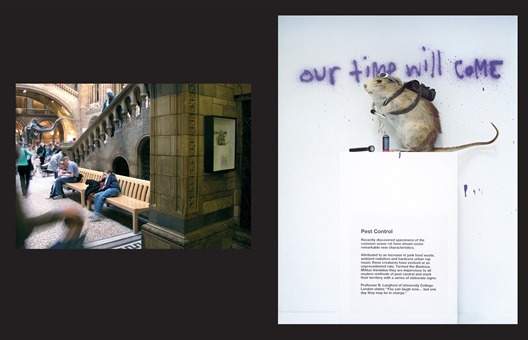 our time will COME
Pest Control
Recently discovered specimens of the
common sewer rat have shown some
remarkable new characteristics.
Attributed to an increase in junk food waste,
ambient radiation and hardcore urban rap
music these creatures have evolved at an
unprecedented rate. Termed the Banksus
Militus Vandalus they are impervious to all
modern methods of pest control and mark
their territory with a series of elaborate signs.
Professor B. Langford of University College
London states "You can laugh now... but one
day they may be in charge."